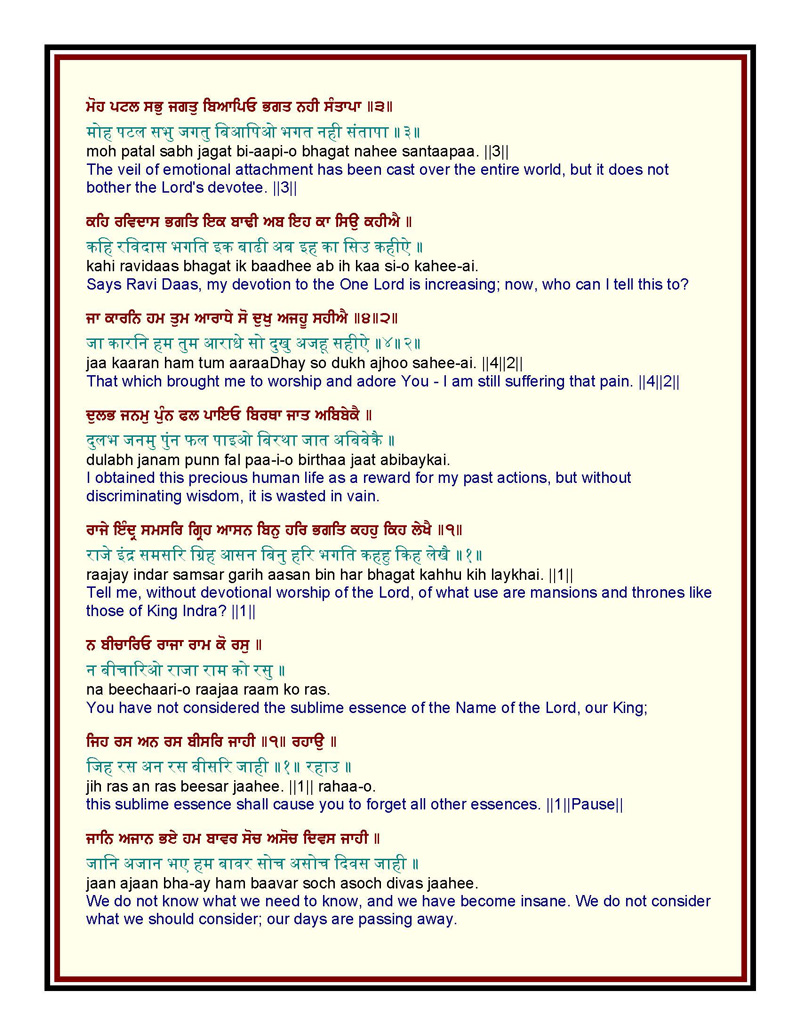 ਮੋਹ ਪਟਲ ਸਭੁ ਜਗਤੁ ਬਿਆਪਿਓ ਭਗਤ ਨਹੀ ਸੰਤਾਪਾ ॥੩॥
मोह पटल सभु जगतु बिआपिओ भगत नही संतापा ॥३॥
moh patal sabh jagat bi-aapi-o bhagat nahee santaapaa. ||3||
The veil of emotional attachment has been cast over the entire world, but it does not
bother the Lord's devotee. ||3||
ਕਹਿ ਰਵਿਦਾਸ ਭਗਤਿ ਇਕ ਬਾਢੀ ਅਬ ਇਹ ਕਾ ਸਿਉ ਕਹੀਐ ॥
कहि रविदास भगति इक बाढी अब इह का सिउ कहीऐ ॥
kahi ravidaas bhagat ik baadhee ab ih kaa si-o kahee-ai.
Says Ravi Daas, my devotion to the One Lord is increasing; now, who can I tell this to?
ਜਾ ਕਾਰਨਿ ਹਮ ਤੁਮ ਆਰਾਧੇ ਸੋ ਦੁਖੁ ਅਜਹੂ ਸਹੀਐ ॥੪॥੨॥
जा कारनि हम तुम आराधे सो दुखु अजहू सहीऐ ॥४॥२॥
jaa kaaran ham tum aaraaDhay so dukh ajhoo sahee-ai. ||4||2||
That which brought me to worship and adore You - I am still suffering that pain. ||4||2||
ਦੁਲਭ ਜਨਮੁ ਪੁੰਨ ਫਲ ਪਾਇਓ ਬਿਰਥਾ ਜਾਤ ਅਬਿਬੇਕੈ ॥
दुलभ जनमु पुंन फल पाइओ बिरथा जात अबिबेकै ॥
dulabh janam punn fal paa-i-o birthaa jaat abibaykai.
I obtained this precious human life as a reward for my past actions, but without
discriminating wisdom, it is wasted in vain.
ਰਾਜੇ ਇੰਦ੍ਰ ਸਮਸਰਿ ਗ੍ਰਿਹ ਆਸਨ ਬਿਨੁ ਹਰਿ ਭਗਤਿ ਕਹਹੁ ਕਿਹ ਲੇਖੈ ॥੧॥
राजे इंद्र समसरि ग्रिह आसन बिनु हरि भगति कहहु किह लेखै ॥१॥
raajay indar samsar garih aasan bin har bhagat kahhu kih laykhai. ||1||
Tell me, without devotional worship of the Lord, of what use are mansions and thrones like
those of King Indra? ||1||
ਨ ਬੀਚਾਰਿਓ ਰਾਜਾ ਰਾਮ ਕੋ ਰਸੁ ॥
न बीचारिओ राजा राम को रसु ॥
na beechaari-o raajaa raam ko ras.
You have not considered the sublime essence of the Name of the Lord, our King;
ਜਿਹ ਰਸ ਅਨ ਰਸ ਬੀਸਰਿ ਜਾਹੀ ॥੧॥ ਰਹਾਉ ॥
जिह रस अन रस बीसरि जाही ॥१॥ रहाउ ॥
jih ras an ras beesar jaahee. ||1|| rahaa-o.
this sublime essence shall cause you to forget all other essences. ||1||Pause||
ਜਾਨਿ ਅਜਾਨ ਭਏ ਹਮ ਬਾਵਰ ਸੋਚ ਅਸੋਚ ਦਿਵਸ ਜਾਹੀ ॥
जानि अजान भए हम बावर सोच असोच दिवस जाही ॥
jaan ajaan bha-ay ham baavar soch asoch divas jaahee.
We do not know what we need to know, and we have become insane. We do not consider
what we should consider; our days are passing away.